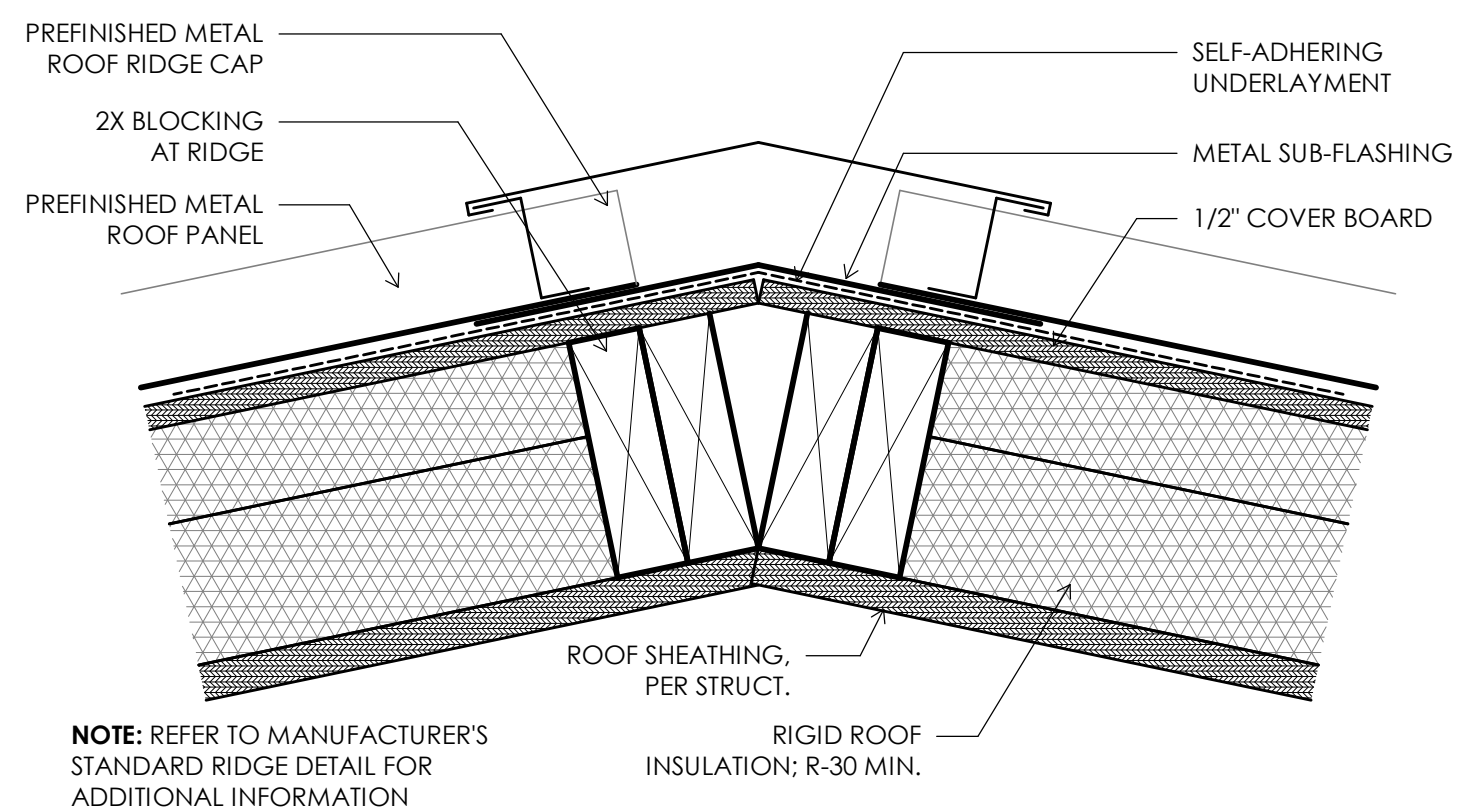 PREFINISHED METAL
ROOF RIDGE CAP
2X BLOCKING
AT RIDGE
PREFINISHED METAL
ROOF PANEL
SELF-ADHERING
UNDERLAYMENT
METAL SUB-FLASHING
1/2" COVER BOARD
ROOF SHEATHING,
PER STRUCT.
RIGID ROOF
INSULATION; R-30 MIN.
NOTE: REFER TO MANUFACTURER'S
STANDARD RIDGE DETAIL FOR
ADDITIONAL INFORMATION